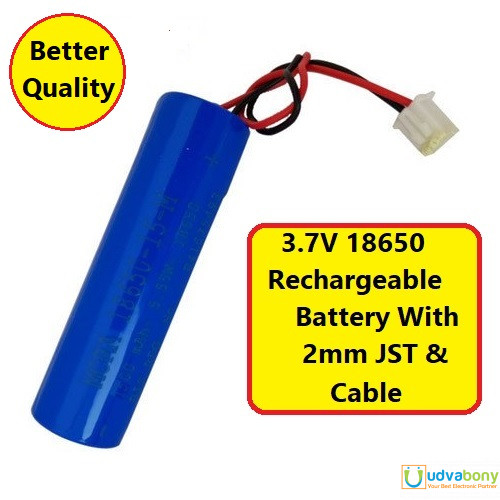 Better
Quality
3.7V 18650
Rechargeable
Battery With
2mm JST &
Cable
udvabony
Your Best Electronic Partner